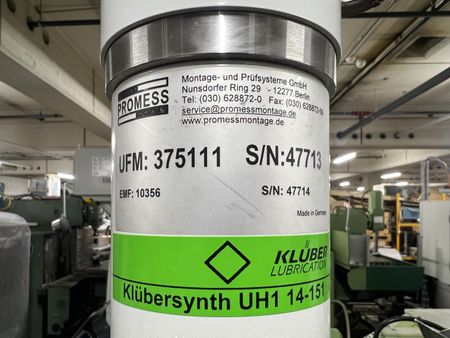 PROMESS
Montage- und Prüfsysteme GmbH
Nunsdorfer Ring 29 - 12277 Berlin
Tel: (030) 628872-0 Fax: (030) 628872-
service@promessmontage.de
www.promessmontage.de
UFM: 375111 S/N:47713
EMF: 10356 S/N: 47714
Made in Germany
KLÜBER
LUBRICATION
Klübersynth UH1 14-151